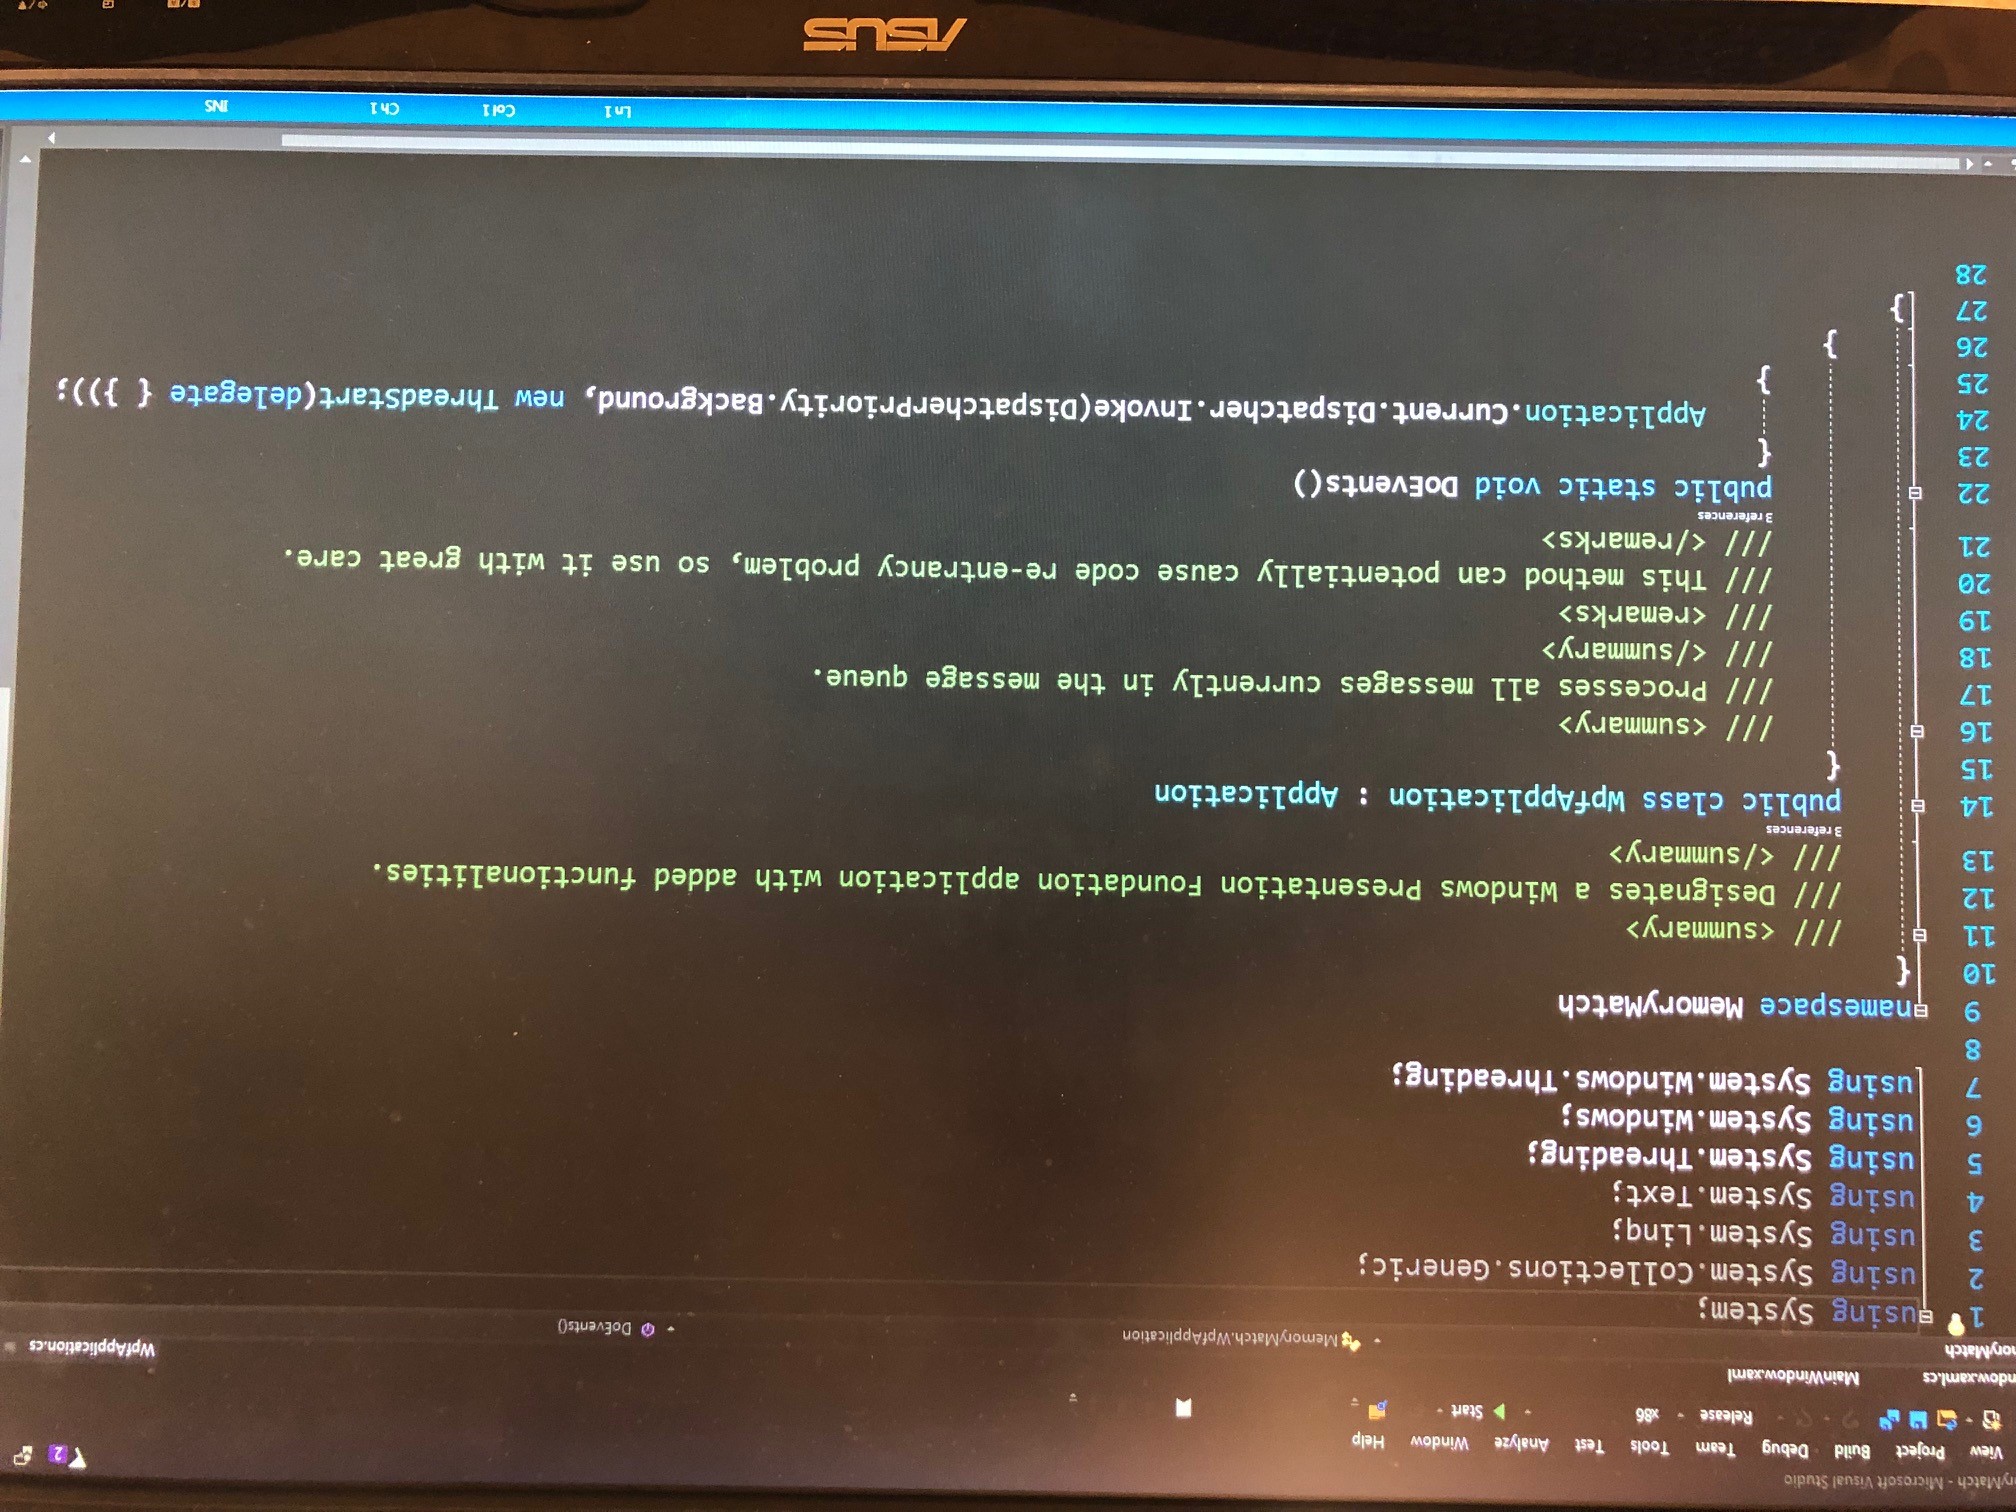 ryMatch - Microsoft Visual Studio
View Project Build Debug Team Tools Test Analyze Window Help
2
Release x86 Start
ndow.xaml.cs MainWindow.xaml WpfApplication.cs
noryMatch MemoryMatch.WpfApplication DoEvents()
1 using System;
2 using System.Collections.Generic;
3 using System.Linq;
4 using System.Text;
5 using System.Threading;
6 using System.Windows;
7 using System.Windows.Threading;
8
9 namespace MemoryMatch
10 {
11 /// <summary>
12 /// Designates a Windows Presentation Foundation application with added functionalities.
13 /// </summary>
3 references
14 public class WpfApplication : Application
15 {
16 /// <summary>
17 /// Processes all messages currently in the message queue.
18 /// </summary>
19 /// <remarks>
20 /// This method can potentially cause code re-entrancy problem, so use it with great care.
21 /// </remarks>
3 references
22 public static void DoEvents()
23 {
24 Application.Current.Dispatcher.Invoke(DispatcherPriority.Background, new ThreadStart(delegate { }));
25 }
26 }
27 }
28
Ln 1 Col 1 Ch 1 INS
ASUS